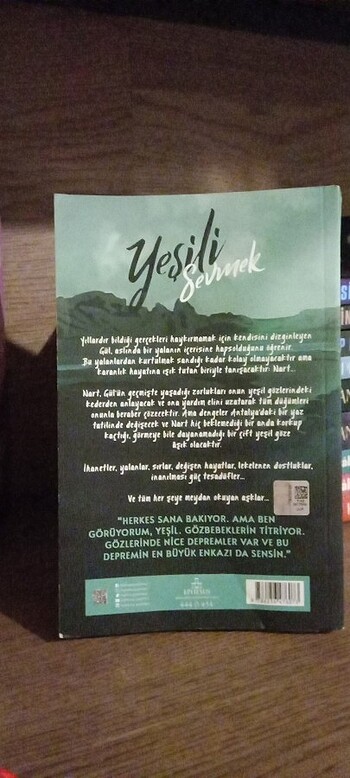 Yeşili
Sevmek
Yıllardır bildiği gerçekleri haykırmamak için kendisini dizginleyen
Gül, aslında bir yalanın içerisine hapsolduğunu öğrenir.
Bu yalanlardan kurtulmak sandığı kadar kolay olmayacaktır ama
karanlık hayatına ışık tutan biriyle tanışacaktır: Nart...
Nart, Gül'ün geçmişte yaşadığı zorlukları onun yeşil gözlerindeki
kederden anlayacak ve ona yardım elini uzatarak tüm düğümleri
onunla beraber çözecektir. Ama dengeler Antalya'daki bir yaz
tatilinde değişecek ve Nart hiç beklemediği bir anda korkup
kaçtığı, görmeye bile dayanamadığı bir çift yeşil göze
aşık olacaktır.
İhanetler, yalanlar, sırlar, değişen hayatlar, lekelenen dostluklar,
inanılması güç tesadüfler...
Ve tüm her şeye meydan okuyan aşklar...
"HERKES SANA BAKIYOR. AMA BEN
GÖRÜYORUM, YEŞİL. GÖZBEBEKLERİN TİTRİYOR.
GÖZLERİNDE NİCE DEPREMLER VAR VE BU
DEPREMİN EN BÜYÜK ENKAZI DA SENSİN."
EPHESUS